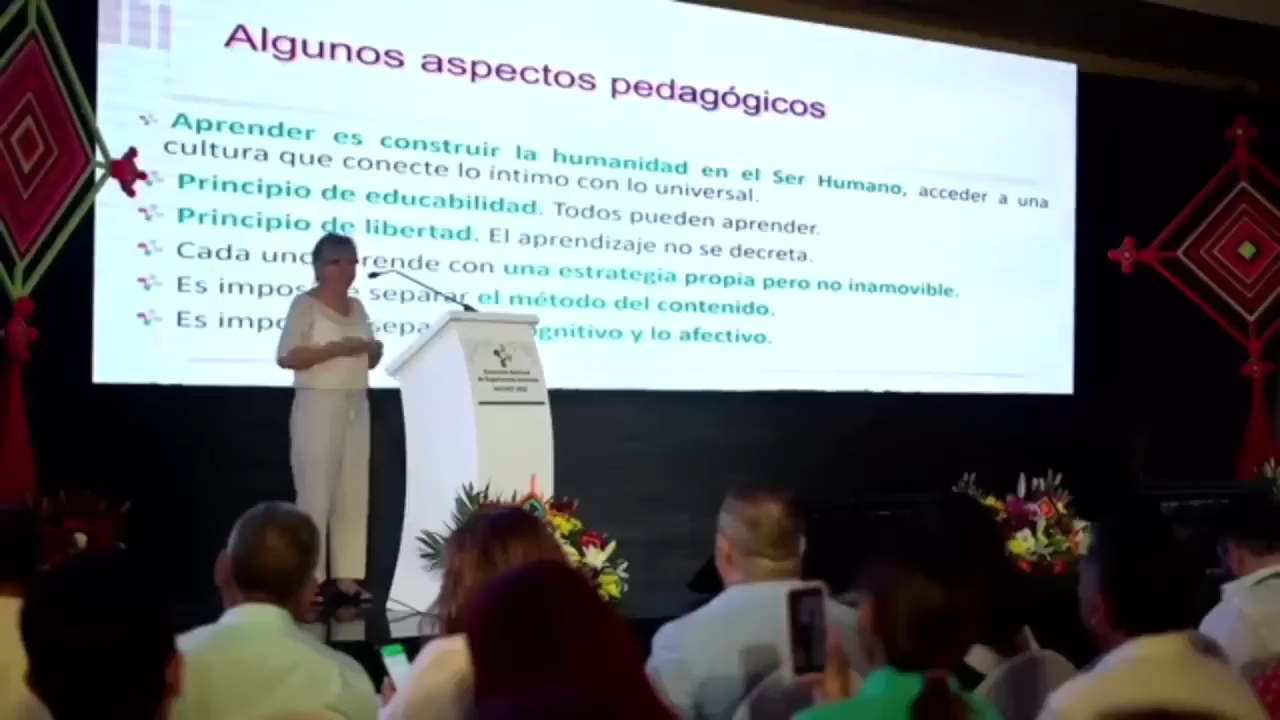 Algunos aspectos pedagógicos
Aprender es construir la humanidad en el Ser Humano, acceder a una
cultura que conecte lo íntimo con lo universal.
Principio de educabilidad. Todos pueden aprender.
Principio de libertad. El aprendizaje no se decreta.
Cada uno rende con una estrategia propia pero no inamovible.
Es impos e separar el método del contenido.
Es impo sepa gnitivo y lo afectivo.
Encuentro Nacional